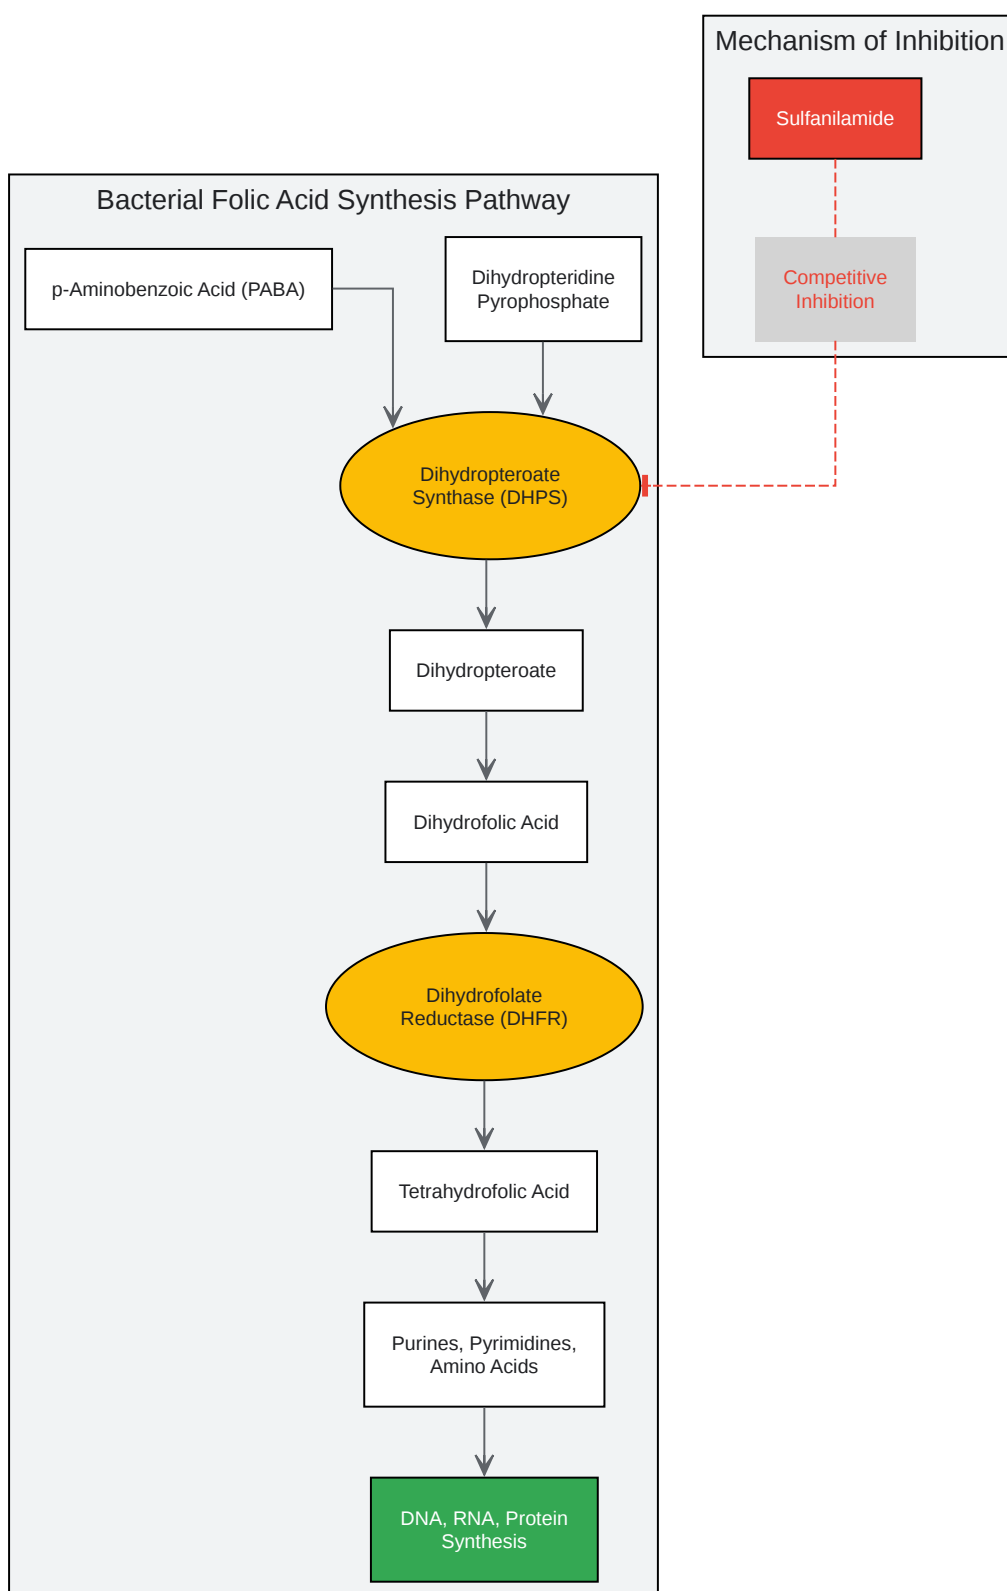 Mechanism of Inhibition
Sulfanilamide
Competitive
Inhibition
Bacterial Folic Acid Synthesis Pathway
p-Aminobenzoic Acid (PABA)
Dihydropteridine
Pyrophosphate
Dihydropteroate
Synthase (DHPS)
Dihydropteroate
Dihydrofolic Acid
Dihydrofolate
Reductase (DHFR)
Tetrahydrofolic Acid
Purines, Pyrimidines,
Amino Acids
DNA, RNA, Protein
Synthesis